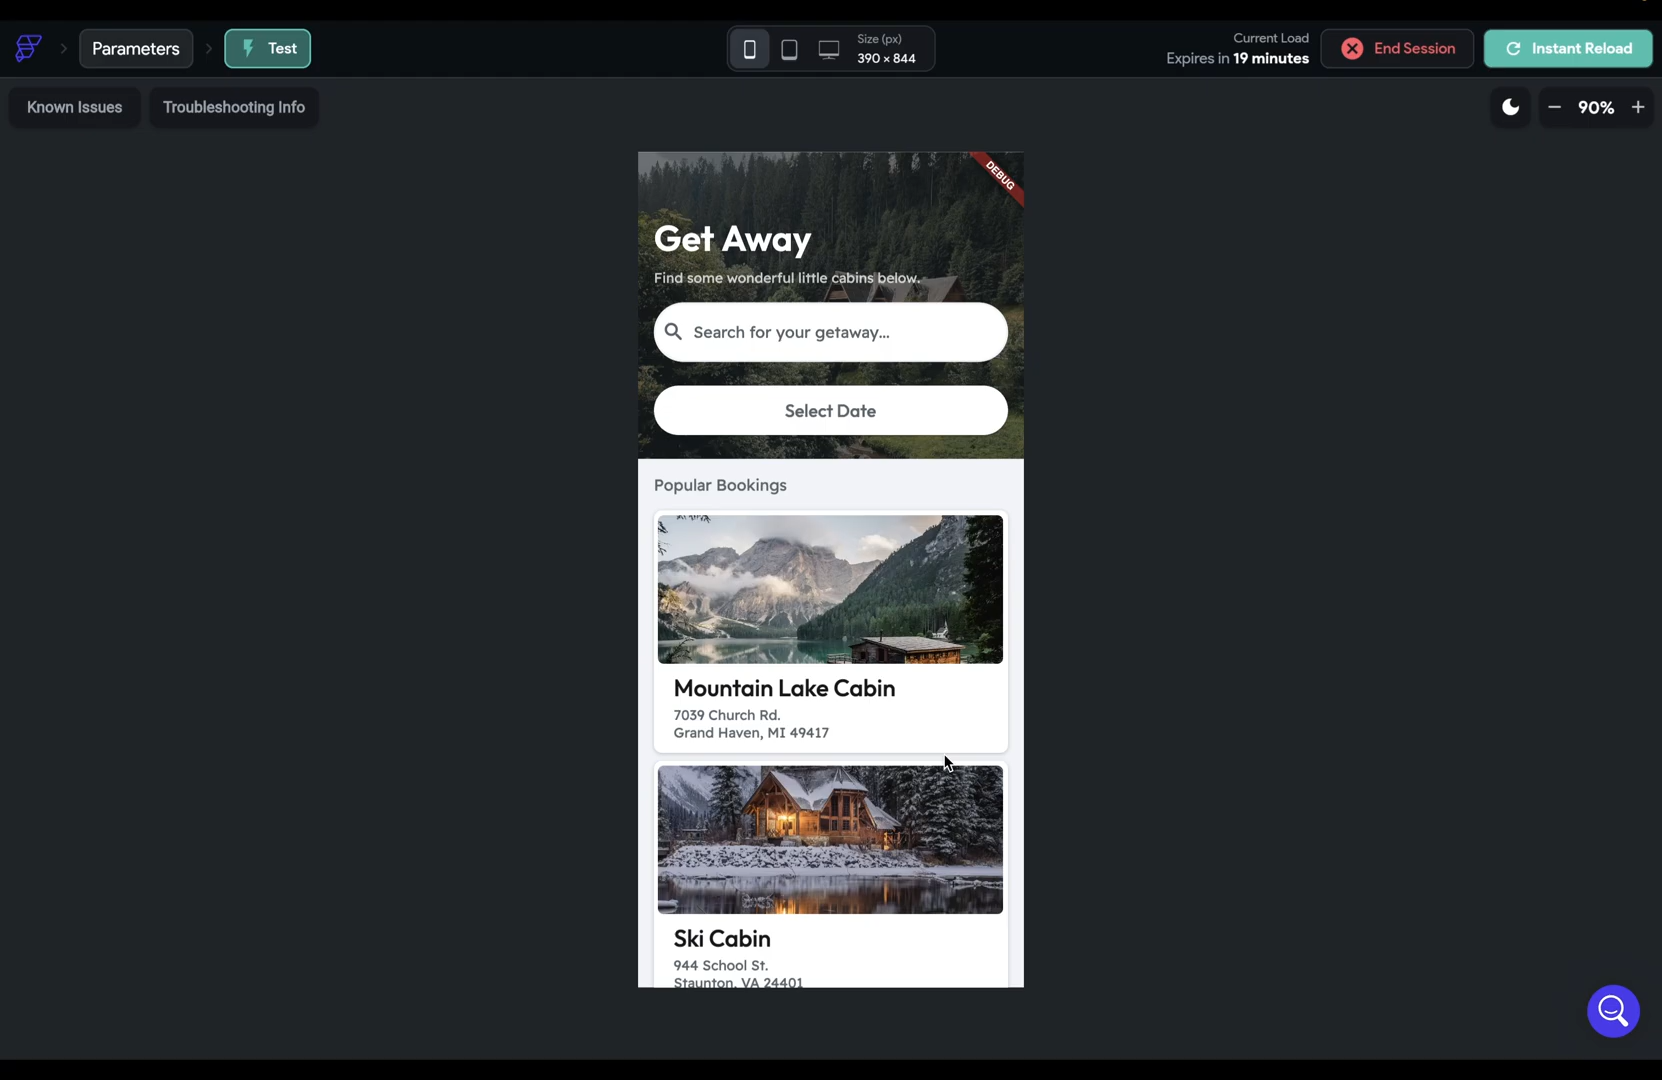 Parameters
Test
Size (px)
390 × 844
Current Load
Expires in 19 minutes
End Session
Instant Reload
Known Issues
Troubleshooting Info
90%
DEBUG
Get Away
Find some wonderful little cabins below.
Search for your getaway...
Select Date
Popular Bookings
Mountain Lake Cabin
7039 Church Rd.
Grand Haven, MI 49417
Ski Cabin
944 School St.
Staunton, VA 24401